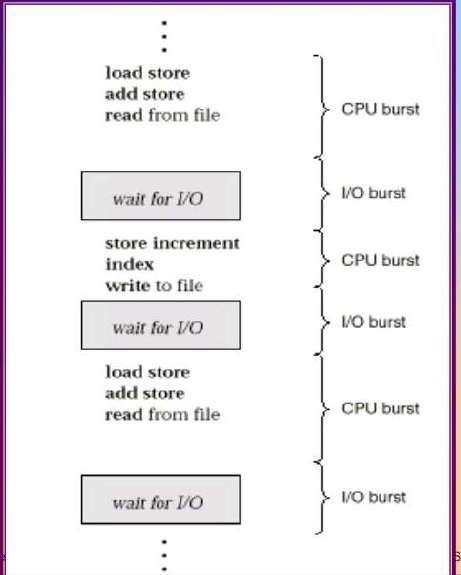 load store
add store
read from file
CPU burst
wait for I/O
I/O burst
store increment
index
write to file
CPU burst
wait for I/O
I/O burst
load store
add store
read from file
CPU burst
wait for I/O
I/O burst